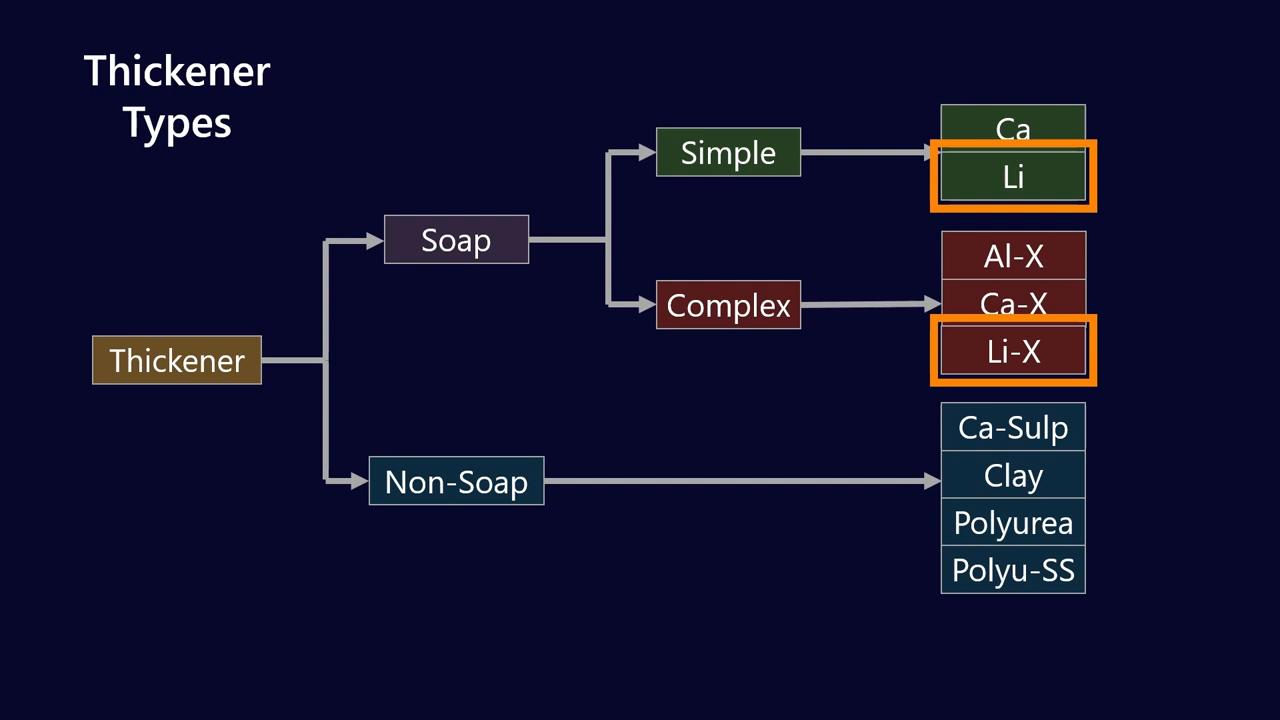 Thickener
Types
Simple
Ca
Li
Soap
Complex
Al-X
Ca-X
Li-X
Thickener
Non-Soap
Ca-Sulp
Clay
Polyurea
Polyu-SS